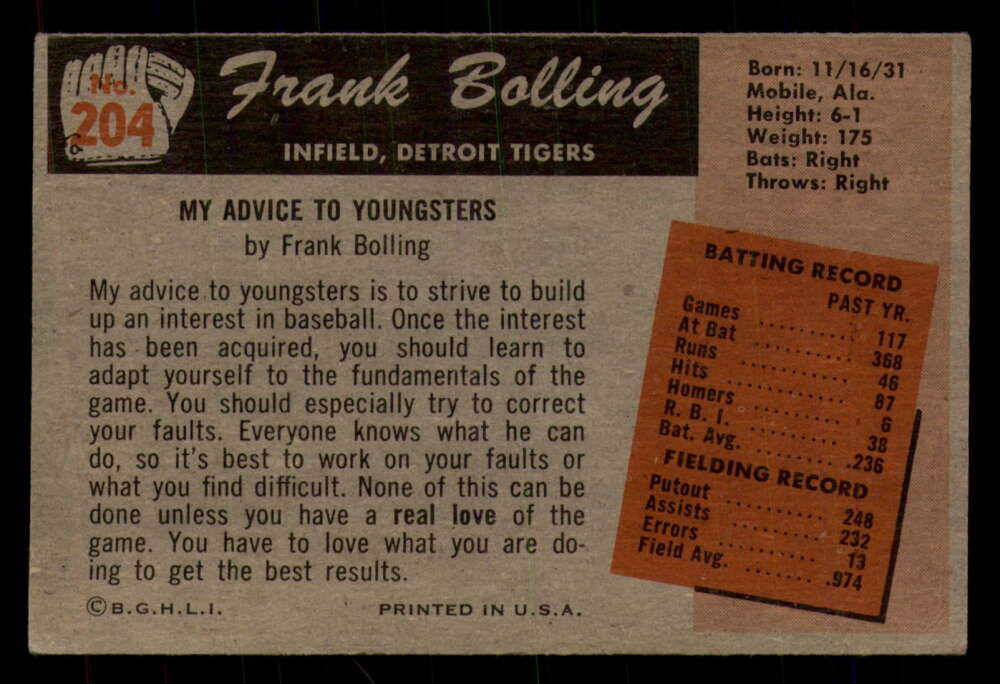 No.
204
Frank Bolling
INFIELD, DETROIT TIGERS
Born: 11/16/31
Mobile, Ala.
Height: 6-1
Weight: 175
Bats: Right
Throws: Right
MY ADVICE TO YOUNGSTERS
by Frank Bolling
My advice to youngsters is to strive to build
up an interest in baseball. Once the interest
has been acquired, you should learn to
adapt yourself to the fundamentals of the
game. You should especially try to correct
your faults. Everyone knows what he can
do, so it's best to work on your faults or
what you find difficult. None of this can be
done unless you have a real love of the
game. You have to love what you are do-
ing to get the best results.
BATTING RECORD
PAST YR.
Games .......... 117
At Bat .......... 368
Runs .......... 46
Hits .......... 87
Homers .......... 6
R. B. I. .......... 38
Bat. Avg. .......... .236
FIELDING RECORD
Putout .......... 248
Assists .......... 232
Errors .......... 13
Field Avg. ....... .974
© B.G.H.L.I.
PRINTED IN U.S.A.